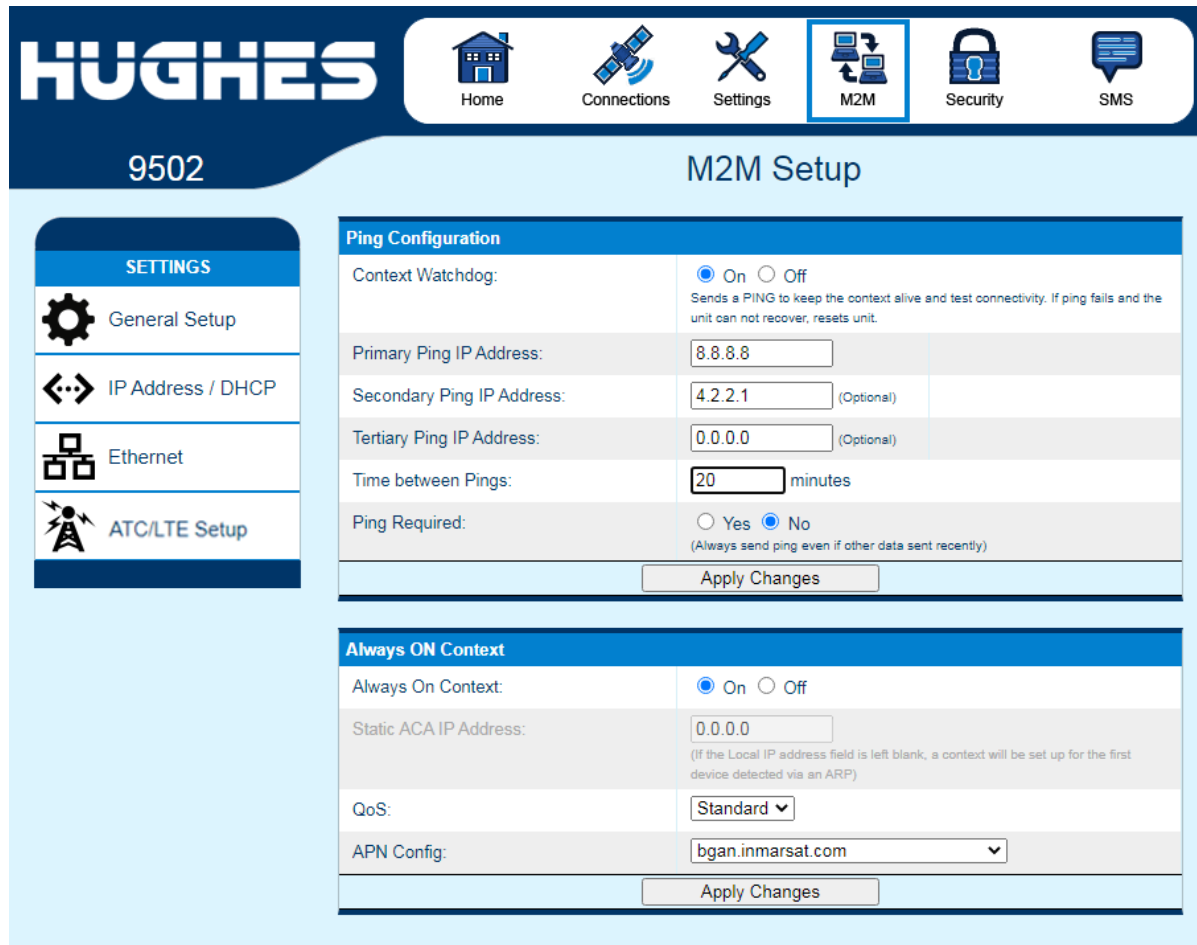 HUGHES
Home
Connections
Settings
M2M
Security
SMS
9502
M2M Setup
SETTINGS
General Setup
IP Address / DHCP
Ethernet
ATC/LTE Setup
Ping Configuration
Context Watchdog:
On Off
Sends a PING to keep the context alive and test connectivity. If ping fails and the
unit can not recover, resets unit.
Primary Ping IP Address:
8.8.8.8
Secondary Ping IP Address:
4.2.2.1 (Optional)
Tertiary Ping IP Address:
0.0.0.0 (Optional)
Time between Pings:
20 minutes
Ping Required:
Yes No
(Always send ping even if other data sent recently)
Apply Changes
Always ON Context
Always On Context:
On Off
Static ACA IP Address:
0.0.0.0
(If the Local IP address field is left blank, a context will be set up for the first
device detected via an ARP)
QoS:
Standard
APN Config:
bgan.inmarsat.com
Apply Changes